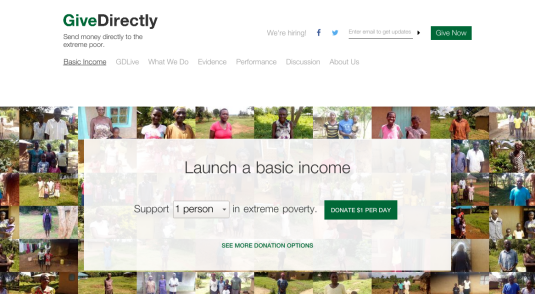 GiveDirectly
Send money directly to the
extreme poor.
We're hiring!
Enter email to get updates
Give Now
Basic Income GDLive What We Do Evidence Performance Discussion About Us
Launch a basic income
Support 1 person in extreme poverty. DONATE $1 PER DAY
SEE MORE DONATION OPTIONS